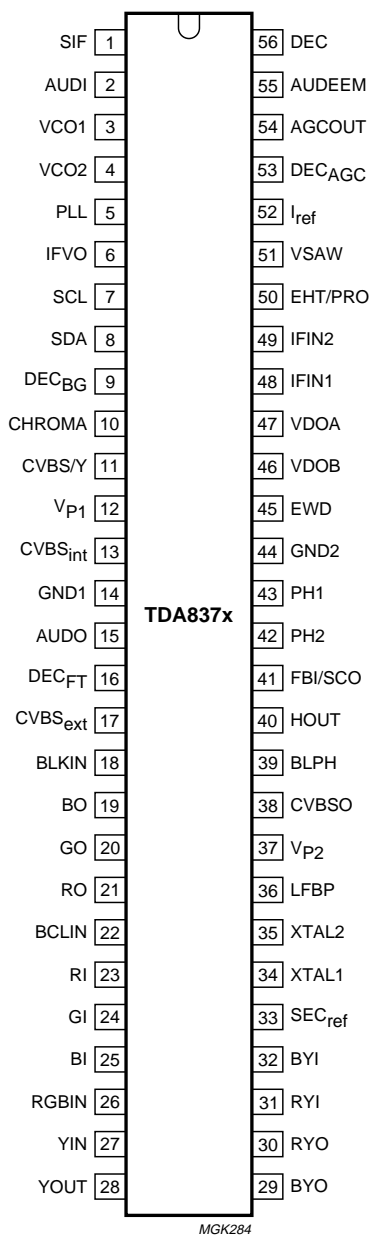 SIF 1 56 DEC
AUDI 2 55 AUDEEM
VCO1 3 54 AGCOUT
VCO2 4 53 DECAGC
PLL 5 52 Iref
IFVO 6 51 VSAW
SCL 7 50 EHT/PRO
SDA 8 49 IFIN2
DECBG 9 48 IFIN1
CHROMA 10 47 VDOA
CVBS/Y 11 46 VDOB
VP1 12 45 EWD
CVBSint 13 44 GND2
GND1 14 43 PH1
TDA837x
AUDO 15 42 PH2
DECFT 16 41 FBI/SCO
CVBSext 17 40 HOUT
BLKIN 18 39 BLPH
BO 19 38 CVBSO
GO 20 37 VP2
RO 21 36 LFBP
BCLIN 22 35 XTAL2
RI 23 34 XTAL1
GI 24 33 SECref
BI 25 32 BYI
RGBIN 26 31 RYI
YIN 27 30 RYO
YOUT 28 29 BYO
MGK284